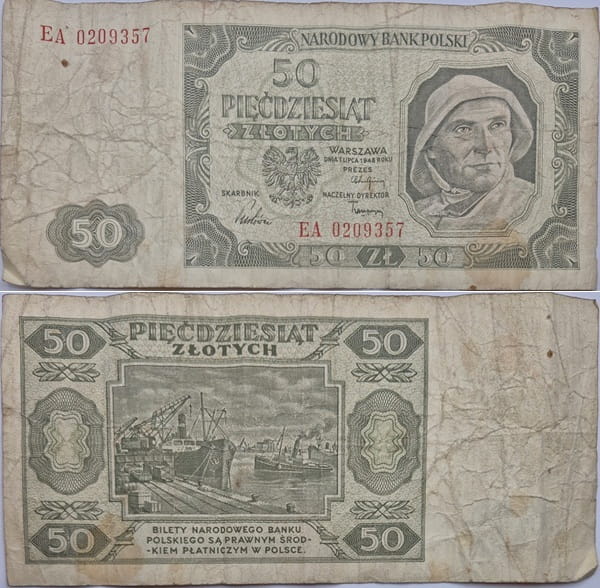 EA 0209357
NARODOWY BANK POLSKI
50
PIĘĆDZIESIĄT
ZŁOTYCH
WARSZAWA
DNIA 1 LIPCA 1948 ROKU
PREZES
SKARBNIK
NACZELNY DYREKTOR
EA 0209357
50
50 ZŁ 50
PIĘĆDZIESIĄT
ZŁOTYCH
50
50
50
50
BILETY NARODOWEGO BANKU
POLSKIEGO SĄ PRAWNYM ŚROD-
-KIEM PŁATNICZYM W POLSCE.